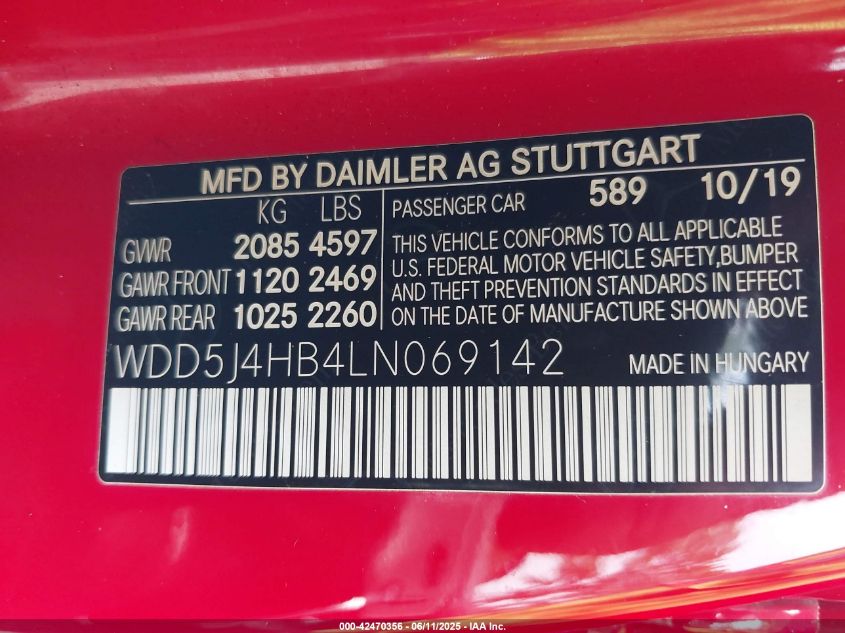 MFD BY DAIMLER AG STUTTGART
KG LBS
GVWR 2085 4597
GAWR FRONT 1120 2469
GAWR REAR 1025 2260
PASSENGER CAR 589 10/19
THIS VEHICLE CONFORMS TO ALL APPLICABLE
U.S. FEDERAL MOTOR VEHICLE SAFETY,BUMPER
AND THEFT PREVENTION STANDARDS IN EFFECT
ON THE DATE OF MANUFACTURE SHOWN ABOVE
WDD5J4HB4LN069142 MADE IN HUNGARY
000-42470356 - 06/11/2025 - IAA Inc.